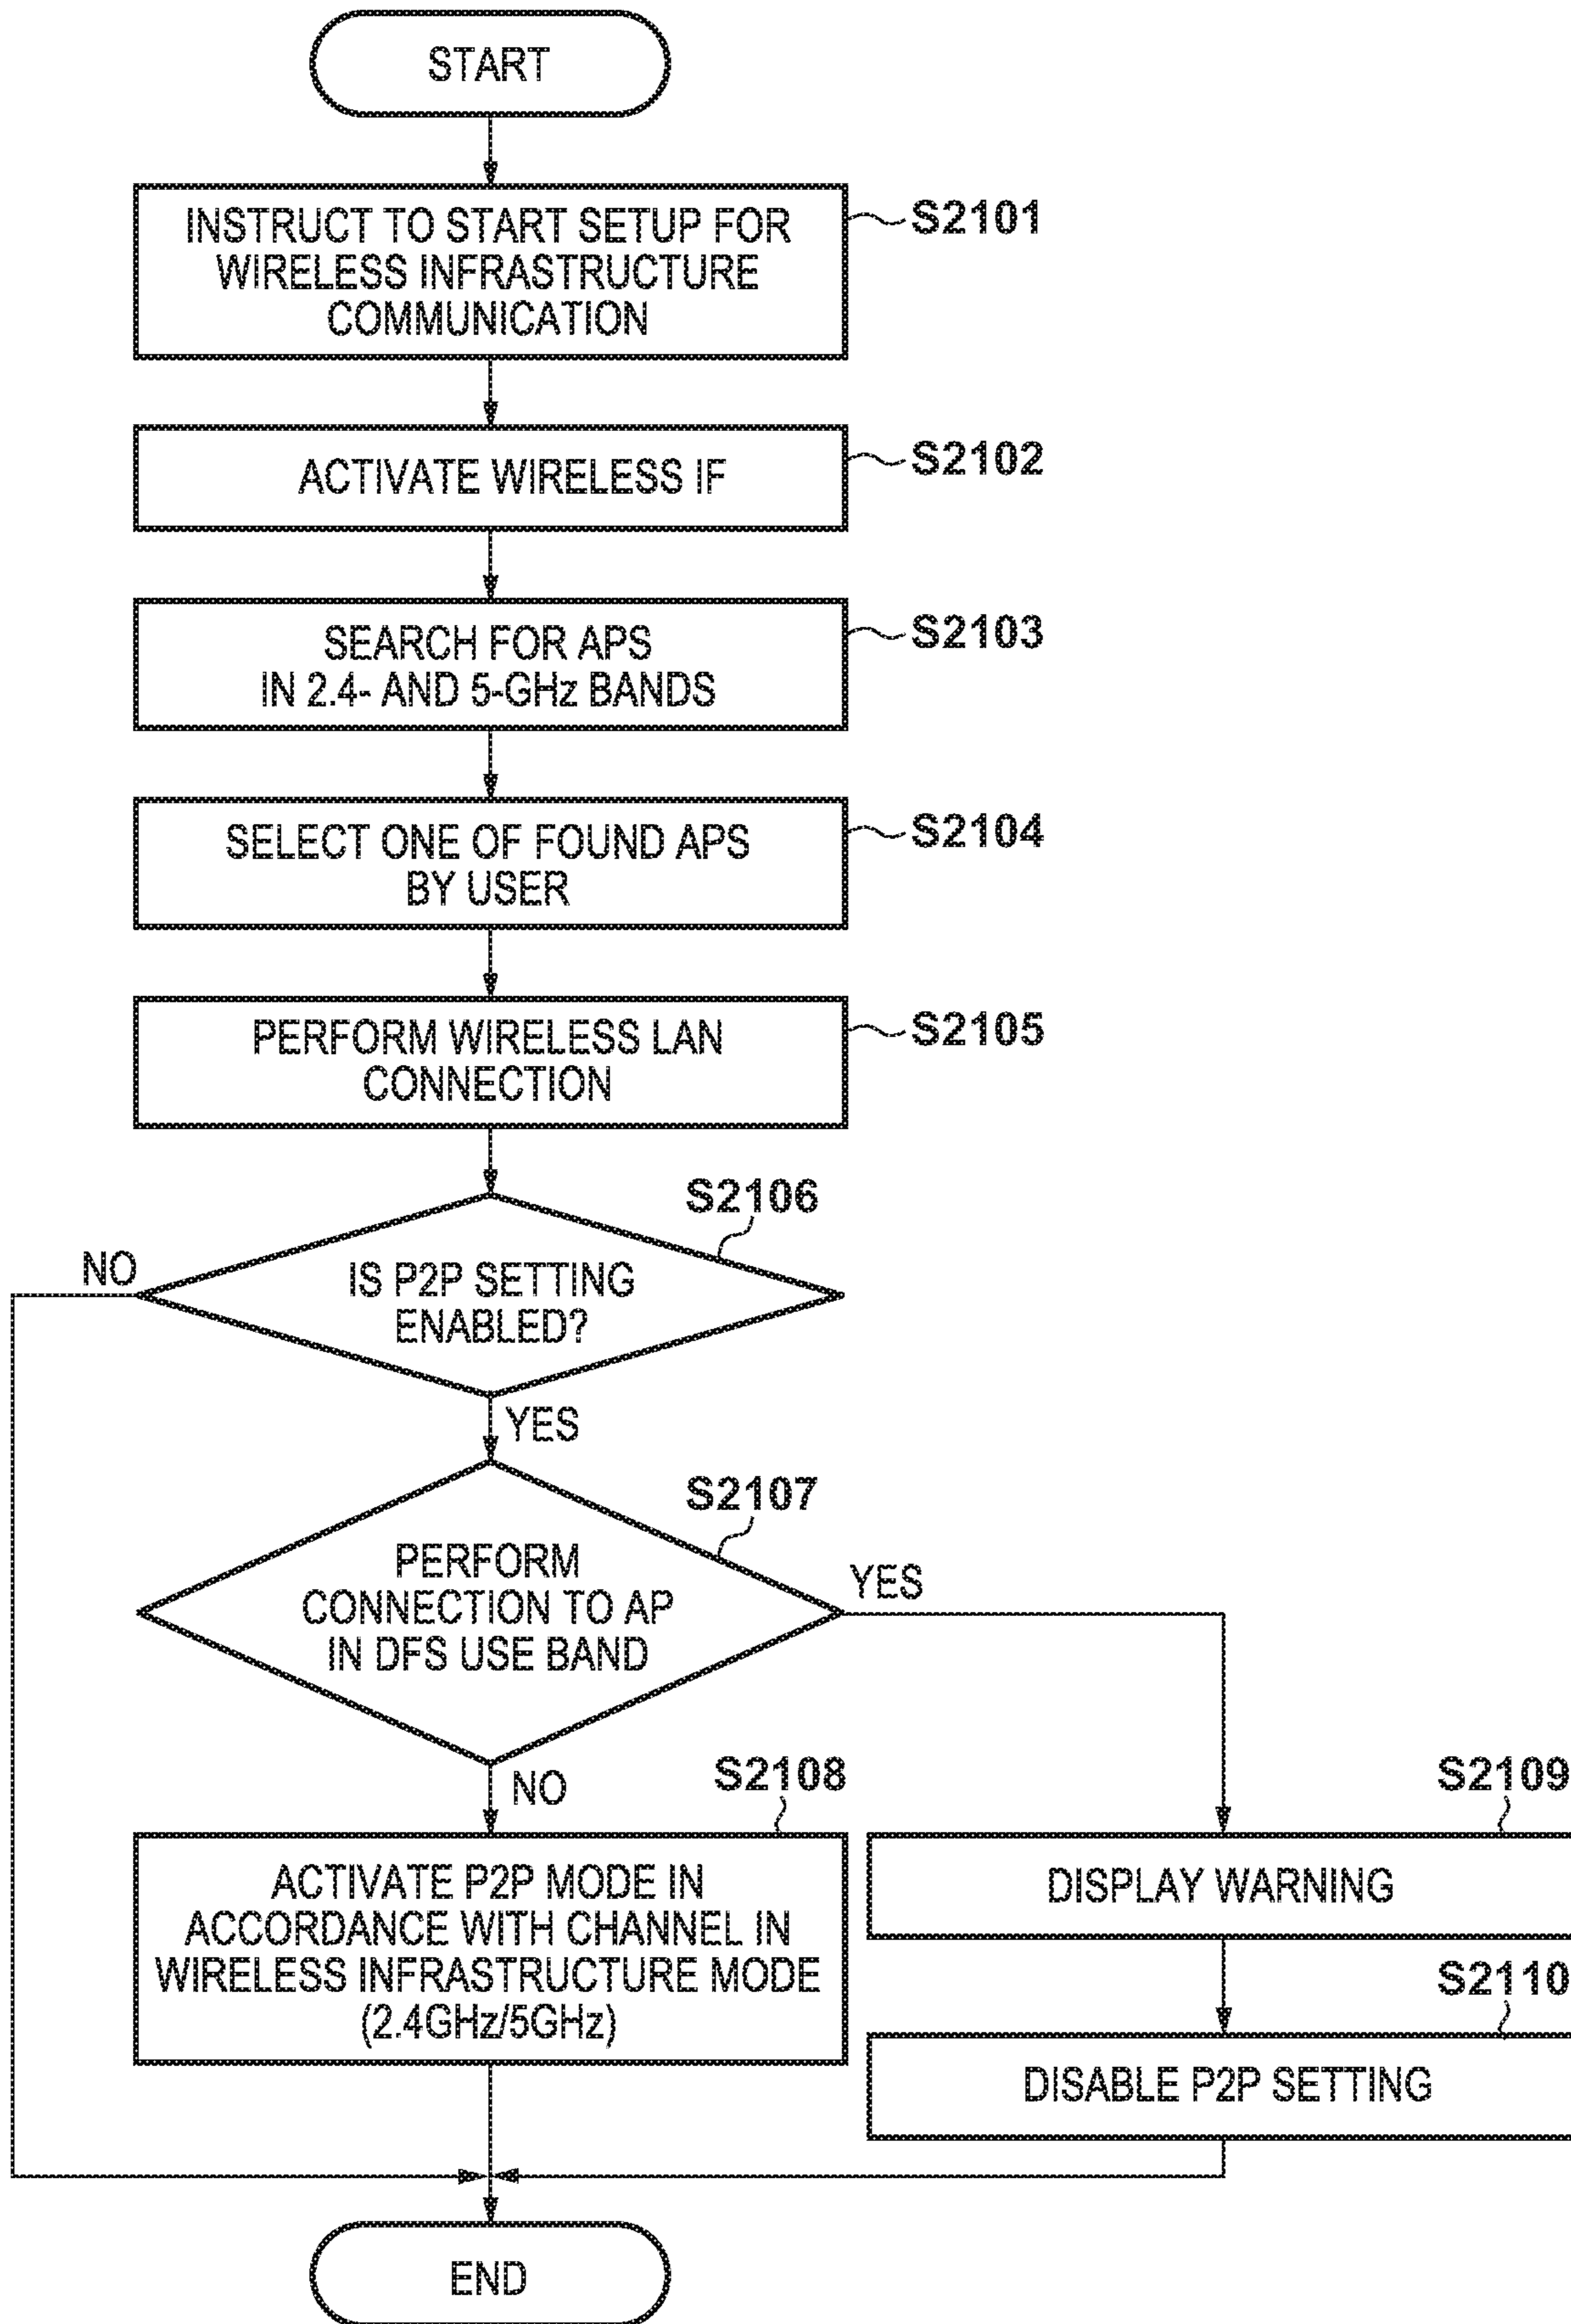 START
INSTRUCT TO START SETUP FOR
WIRELESS INFRASTRUCTURE
COMMUNICATION
S2101
ACTIVATE WIRELESS IF
S2102
SEARCH FOR APS
IN 2.4- AND 5-GHz BANDS
S2103
SELECT ONE OF FOUND APS
BY USER
S2104
PERFORM WIRELESS LAN
CONNECTION
S2105
S2106
NO
IS P2P SETTING
ENABLED?
YES
S2107
PERFORM
CONNECTION TO AP
IN DFS USE BAND
YES
NO
S2108
ACTIVATE P2P MODE IN
ACCORDANCE WITH CHANNEL IN
WIRELESS INFRASTRUCTURE MODE
(2.4GHz/5GHz)
S2109
DISPLAY WARNING
S2110
DISABLE P2P SETTING
END